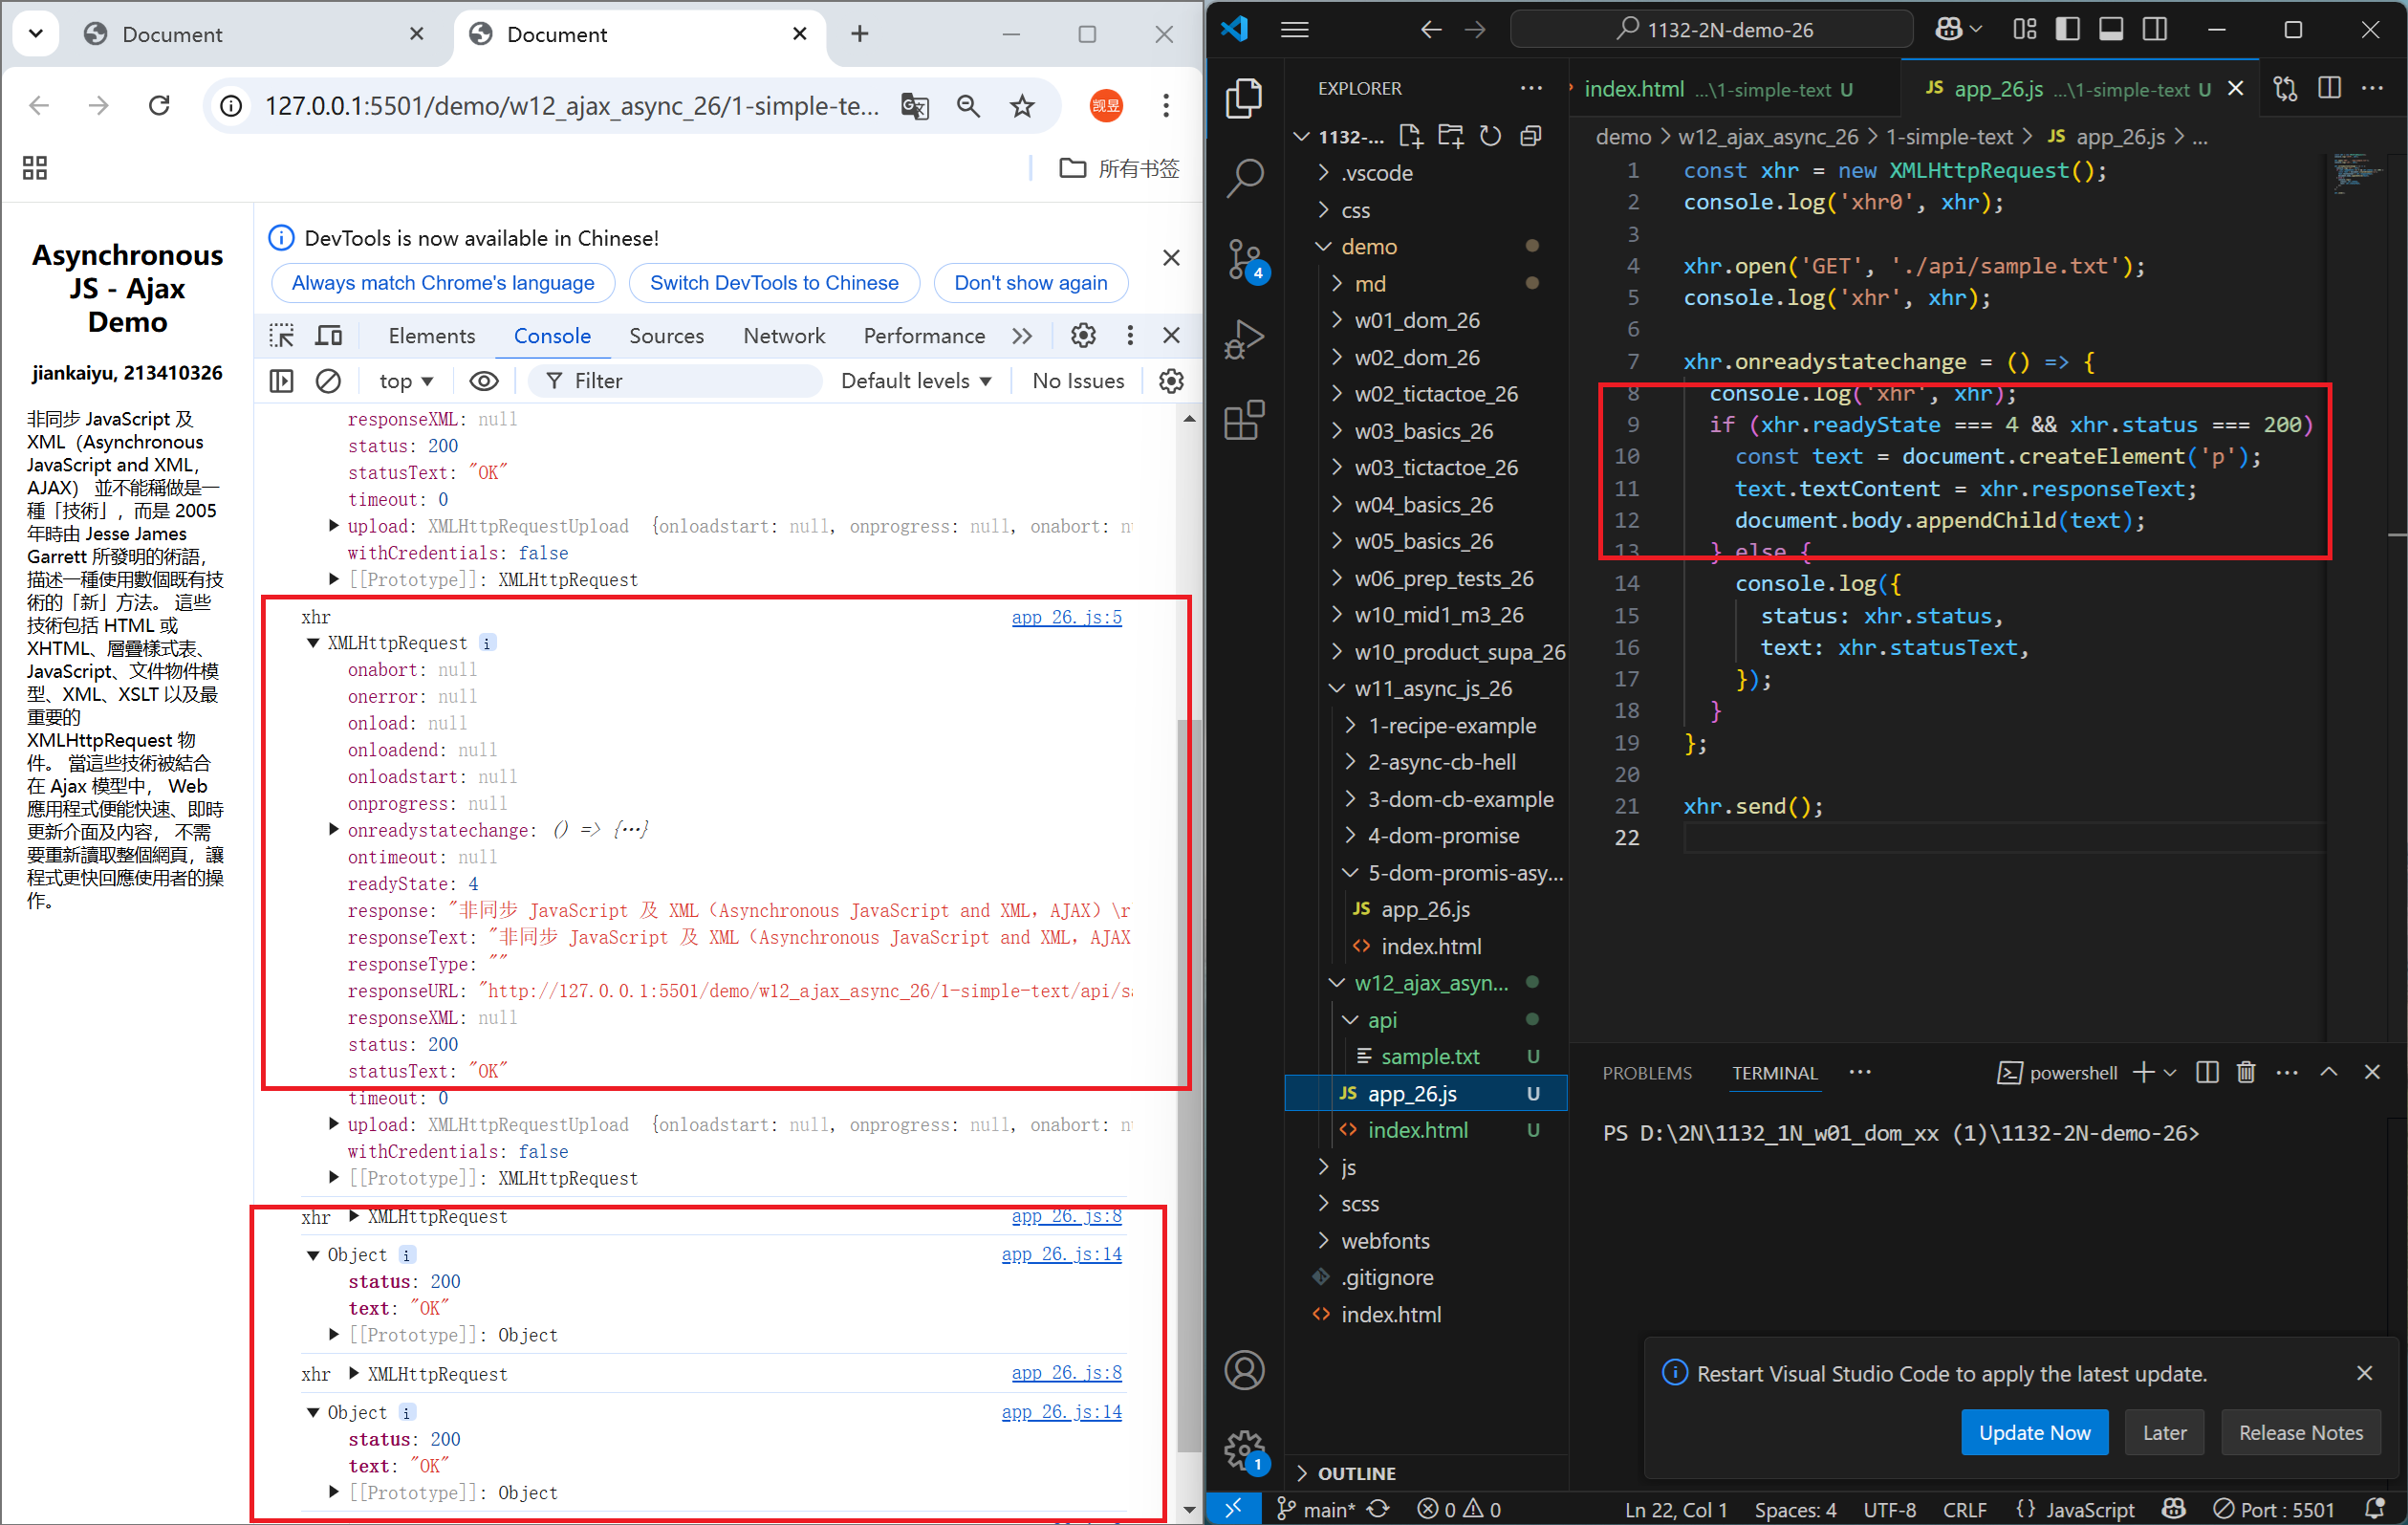 Document
Document
127.0.0.1:5501/demo/w12_ajax_async_26/1-simple-te...
觊昱
所有书签
Asynchronous
JS - Ajax
Demo
jiankaiyu, 213410326
非同步 JavaScript 及
XML（Asynchronous
JavaScript and XML，
AJAX） 並不能稱做是一
種「技術」，而是 2005
年時由 Jesse James
Garrett 所發明的術語，
描述一種使用數個既有技
術的「新」方法。 這些
技術包括 HTML 或
XHTML、層疊樣式表、
JavaScript、文件物件模
型、XML、XSLT 以及最
重要的
XMLHttpRequest 物
件。 當這些技術被結合
在 Ajax 模型中， Web
應用程式便能快速、即時
更新介面及內容， 不需
要重新讀取整個網頁，讓
程式更快回應使用者的操
作。
DevTools is now available in Chinese!
Always match Chrome's language
Switch DevTools to Chinese
Don't show again
Elements
Console
Sources
Network
Performance
top
Filter
Default levels
No Issues
responseXML: null
status: 200
statusText: "OK"
timeout: 0
upload: XMLHttpRequestUpload {onloadstart: null, onprogress: null, onabort: n
withCredentials: false
[[Prototype]]: XMLHttpRequest
xhr app_26.js:5
XMLHttpRequest i
onabort: null
onerror: null
onload: null
onloadend: null
onloadstart: null
onprogress: null
onreadystatechange: () => {…}
ontimeout: null
readyState: 4
response: "非同步 JavaScript 及 XML（Asynchronous JavaScript and XML，AJAX）\r
responseText: "非同步 JavaScript 及 XML（Asynchronous JavaScript and XML，AJAX
responseType: ""
responseURL: "http://127.0.0.1:5501/demo/w12_ajax_async_26/1-simple-text/api/s
responseXML: null
status: 200
statusText: "OK"
timeout: 0
upload: XMLHttpRequestUpload {onloadstart: null, onprogress: null, onabort: n
withCredentials: false
[[Prototype]]: XMLHttpRequest
xhr XMLHttpRequest app_26.js:8
Object i app_26.js:14
status: 200
text: "OK"
[[Prototype]]: Object
xhr XMLHttpRequest app_26.js:8
Object i app_26.js:14
status: 200
text: "OK"
[[Prototype]]: Object
1132-2N-demo-26
EXPLORER
1132-...
.vscode
css
demo
md
w01_dom_26
w02_dom_26
w02_tictactoe_26
w03_basics_26
w03_tictactoe_26
w04_basics_26
w05_basics_26
w06_prep_tests_26
w10_mid1_m3_26
w10_product_supa_26
w11_async_js_26
1-recipe-example
2-async-cb-hell
3-dom-cb-example
4-dom-promise
5-dom-promis-asy...
app_26.js
index.html
w12_ajax_asyn...
api
sample.txt U
app_26.js U
index.html U
js
scss
webfonts
.gitignore
index.html
OUTLINE
4
1
index.html ...\1-simple-text U
JS app_26.js ...\1-simple-text U
demo > w12_ajax_async_26 > 1-simple-text > JS app_26.js > ...
1 const xhr = new XMLHttpRequest();
2 console.log('xhr0', xhr);
3
4 xhr.open('GET', './api/sample.txt');
5 console.log('xhr', xhr);
6
7 xhr.onreadystatechange = () => {
8 console.log('xhr', xhr);
9 if (xhr.readyState === 4 && xhr.status === 200)
10 const text = document.createElement('p');
11 text.textContent = xhr.responseText;
12 document.body.appendChild(text);
13 } else {
14 console.log({
15 status: xhr.status,
16 text: xhr.statusText,
17 });
18 }
19 };
20
21 xhr.send();
22
PROBLEMS
TERMINAL
powershell
PS D:\2N\1132_1N_w01_dom_xx (1)\1132-2N-demo-26>
Restart Visual Studio Code to apply the latest update.
Update Now
Later
Release Notes
main*
0
0
Ln 22, Col 1
Spaces: 4
UTF-8
CRLF
{} JavaScript
Port : 5501